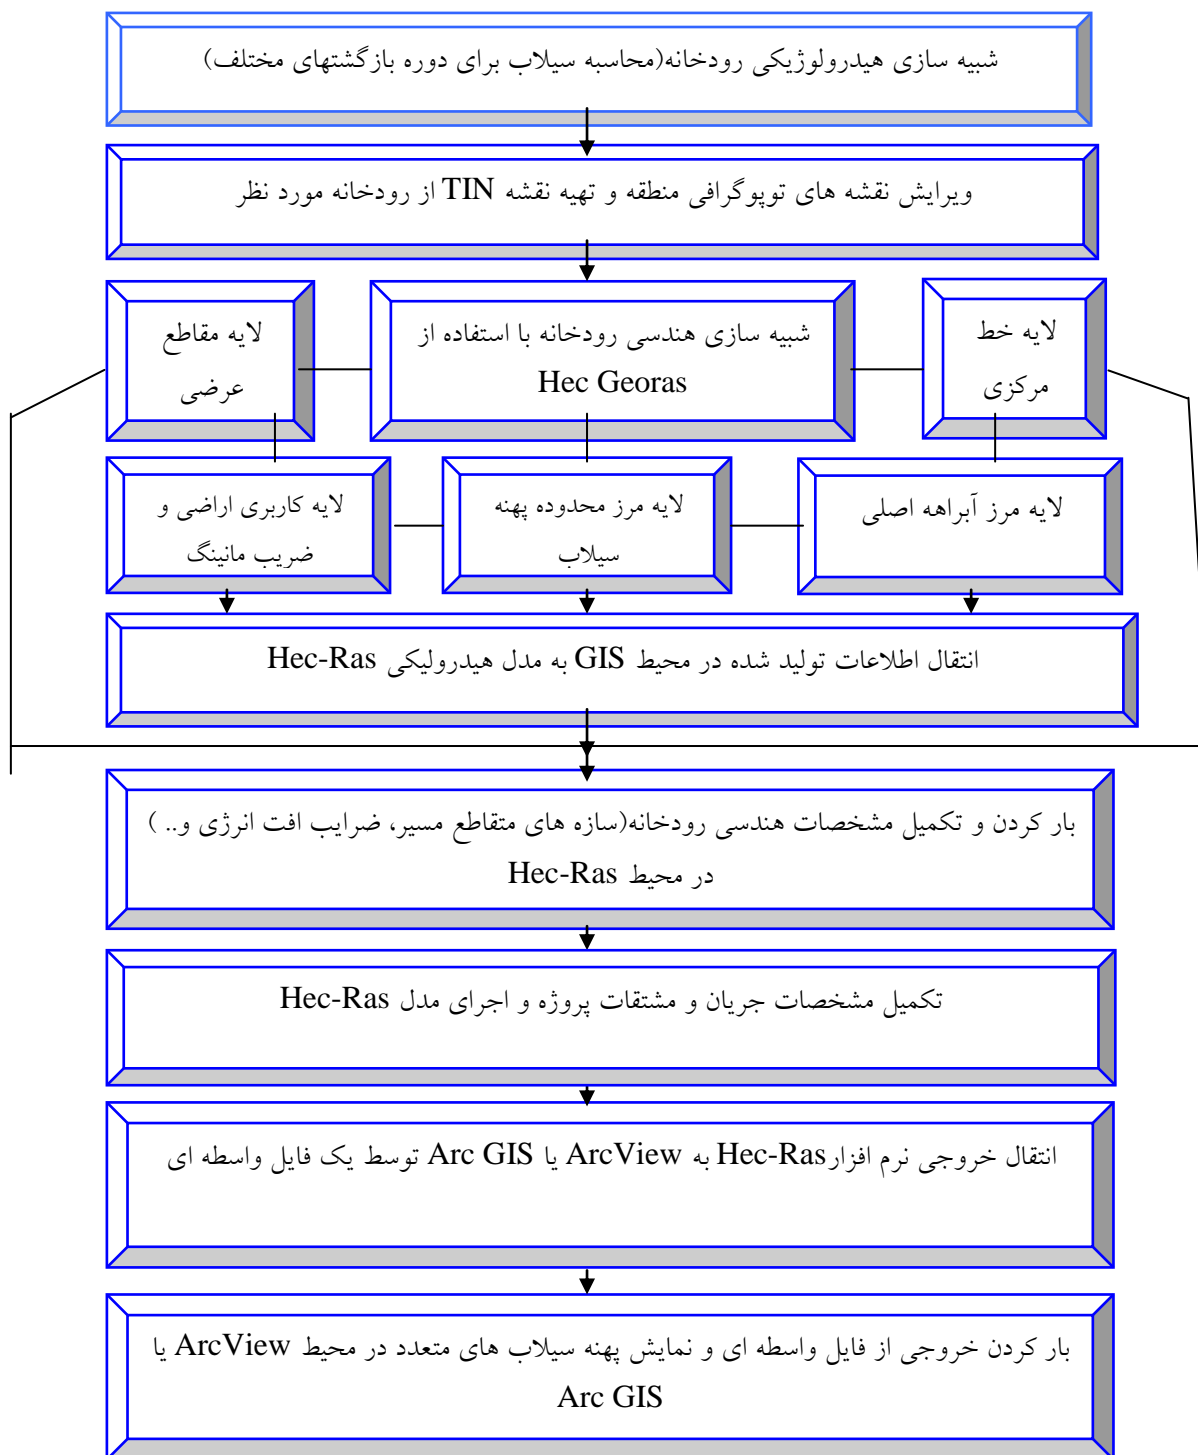 شبیه سازی هیدرولوژیکی رودخانه(محاسبه سیلاب برای دوره بازگشتهای مختلف)
ویرایش نقشه های توپوگرافی منطقه و تهیه نقشه TIN از رودخانه مورد نظر
لایه خط
مرکزی
شبیه سازی هندسی رودخانه با استفاده از
Hec Georas
لایه مقاطع
عرضی
لایه مرز آبراهه اصلی
لایه مرز محدوده پهنه
سیلاب
لایه کاربری اراضی و
ضریب مانینگ
انتقال اطلاعات تولید شده در محیط GIS به مدل هیدرولیکی Hec-Ras
بار کردن و تکمیل مشخصات هندسی رودخانه(سازه های متقاطع مسیر، ضرایب افت انرژی و.. )
در محیط Hec-Ras
تکمیل مشخصات جریان و مشتقات پروژه و اجرای مدل Hec-Ras
انتقال خروجی نرم افزارHec-Ras به ArcView یا Arc GIS توسط یک فایل واسطه ای
بار کردن خروجی از فایل واسطه ای و نمایش پهنه سیلاب های متعدد در محیط ArcView یا
Arc GIS